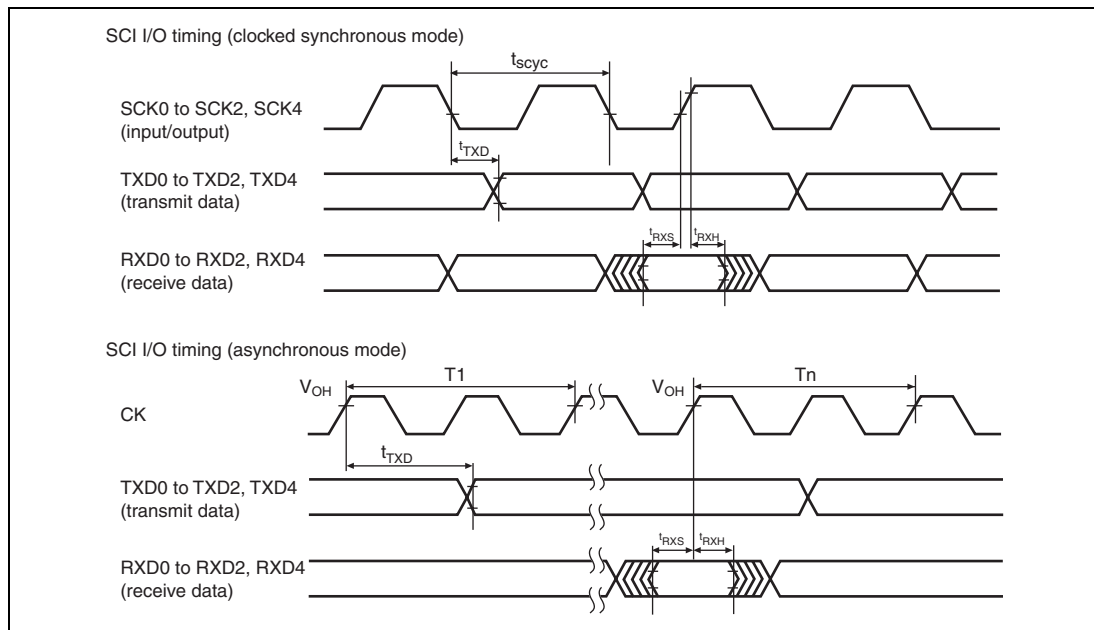 SCI I/O timing (clocked synchronous mode)
tscyc
SCK0 to SCK2, SCK4
(input/output)
tTXD
TXD0 to TXD2, TXD4
(transmit data)
tRXS tRXH
RXD0 to RXD2, RXD4
(receive data)
SCI I/O timing (asynchronous mode)
VOH T1 VOH Tn
CK
tTXD
TXD0 to TXD2, TXD4
(transmit data)
tRXS tRXH
RXD0 to RXD2, RXD4
(receive data)